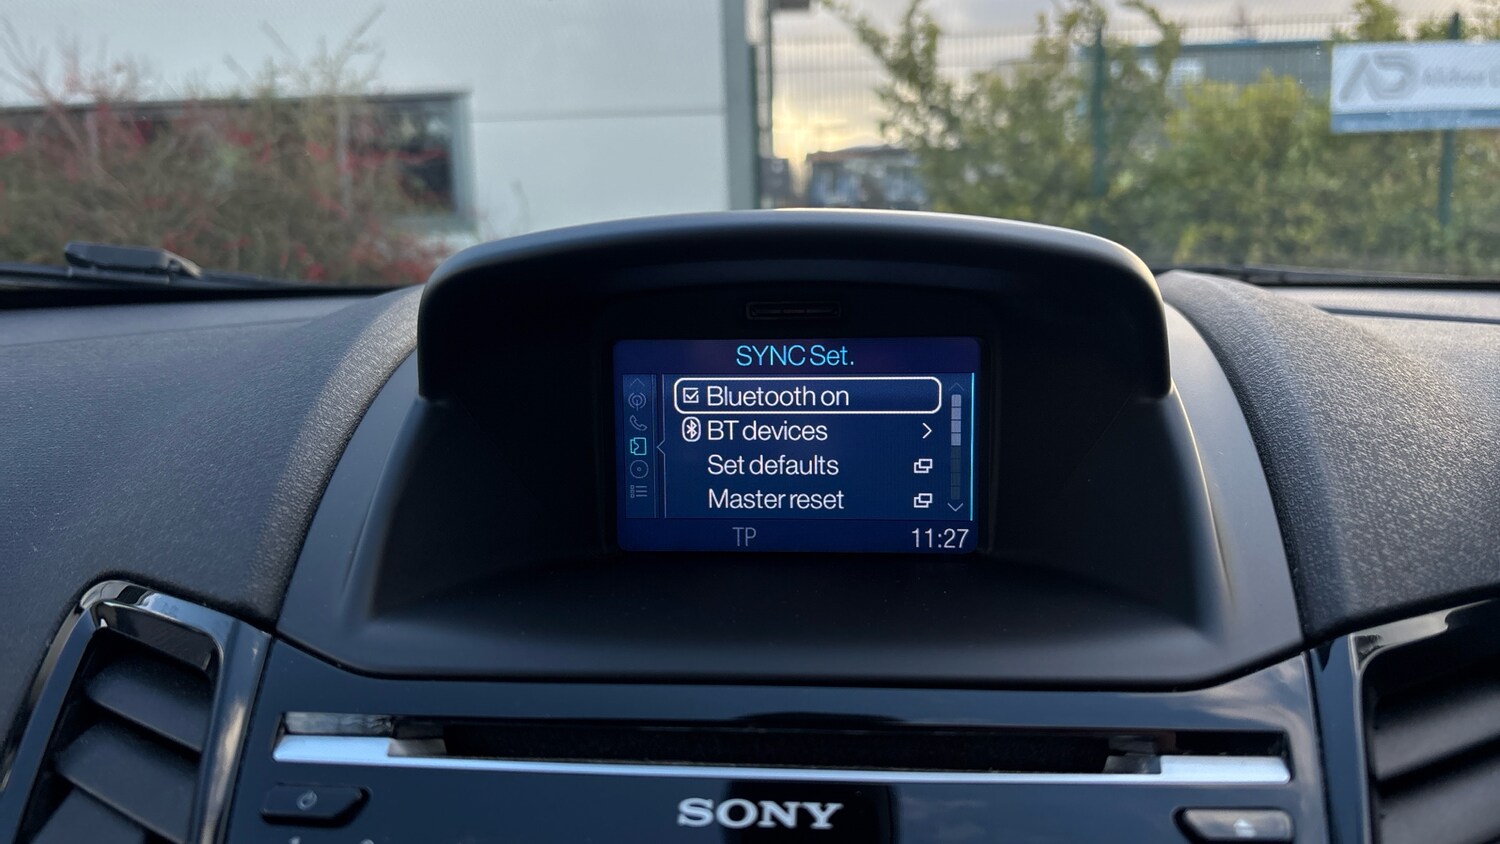 SYNC Set.
Bluetooth on
BT devices
Set defaults
Master reset
TP
11:27
SONY